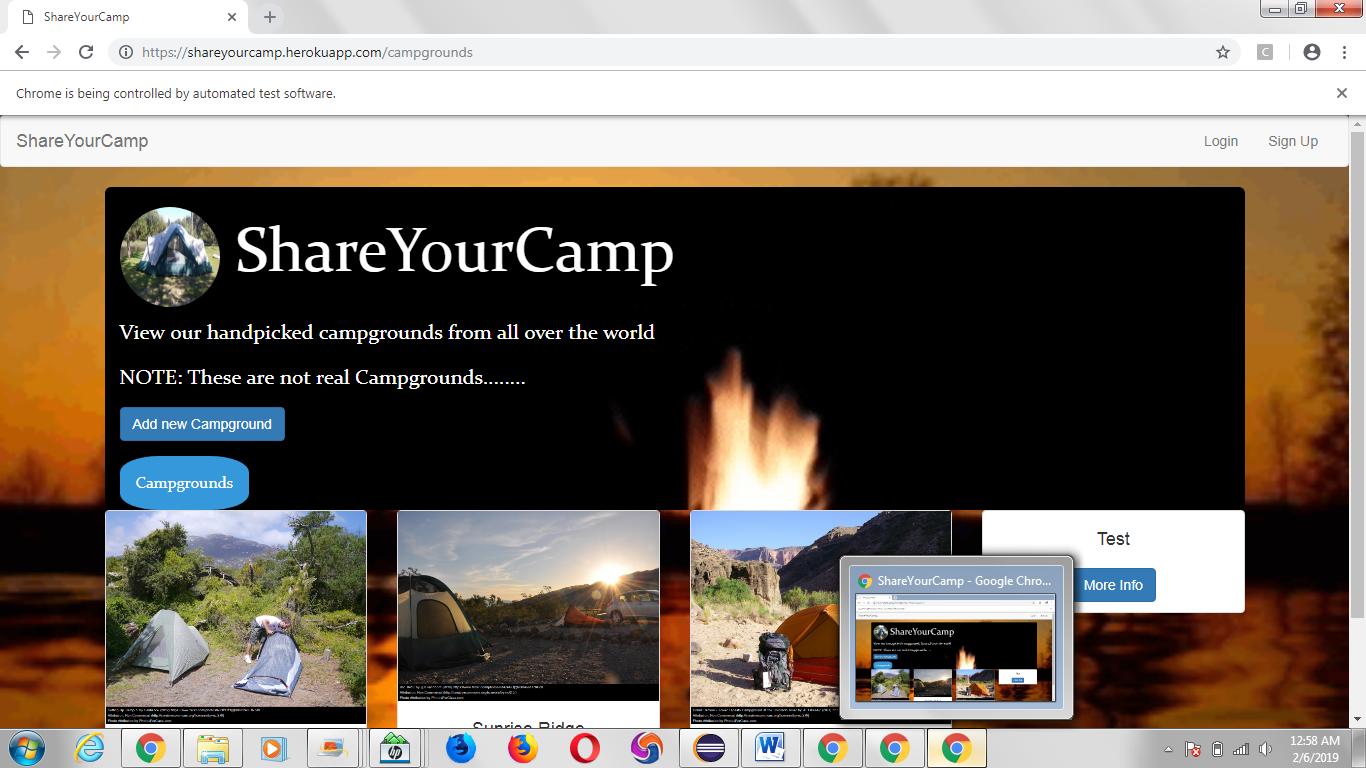 ShareYourCamp
https://shareyourcamp.herokuapp.com/campgrounds
C
Chrome is being controlled by automated test software.
ShareYourCamp
Login
Sign Up
ShareYourCamp
View our handpicked campgrounds from all over the world
NOTE: These are not real Campgrounds........
Add new Campground
Campgrounds
Test
More Info
ShareYourCamp - Google Chro...
ShareYourCamp
Sunrise Ridge
hp
W
12:58 AM
2/6/2019